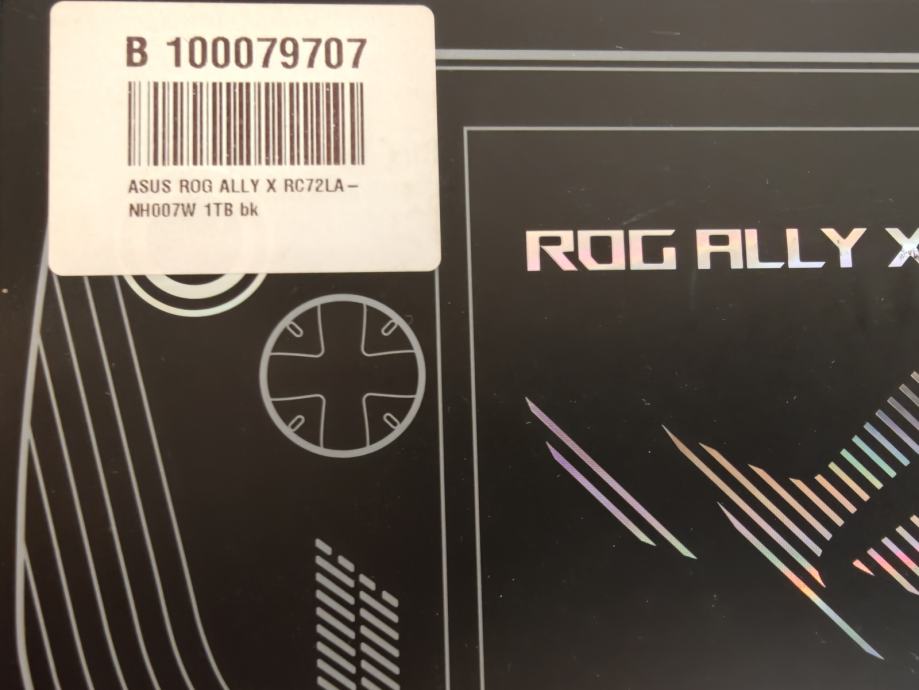 B 100079707
ASUS ROG ALLY X RC72LA-
NH007W 1TB bk
ROG ALLY X